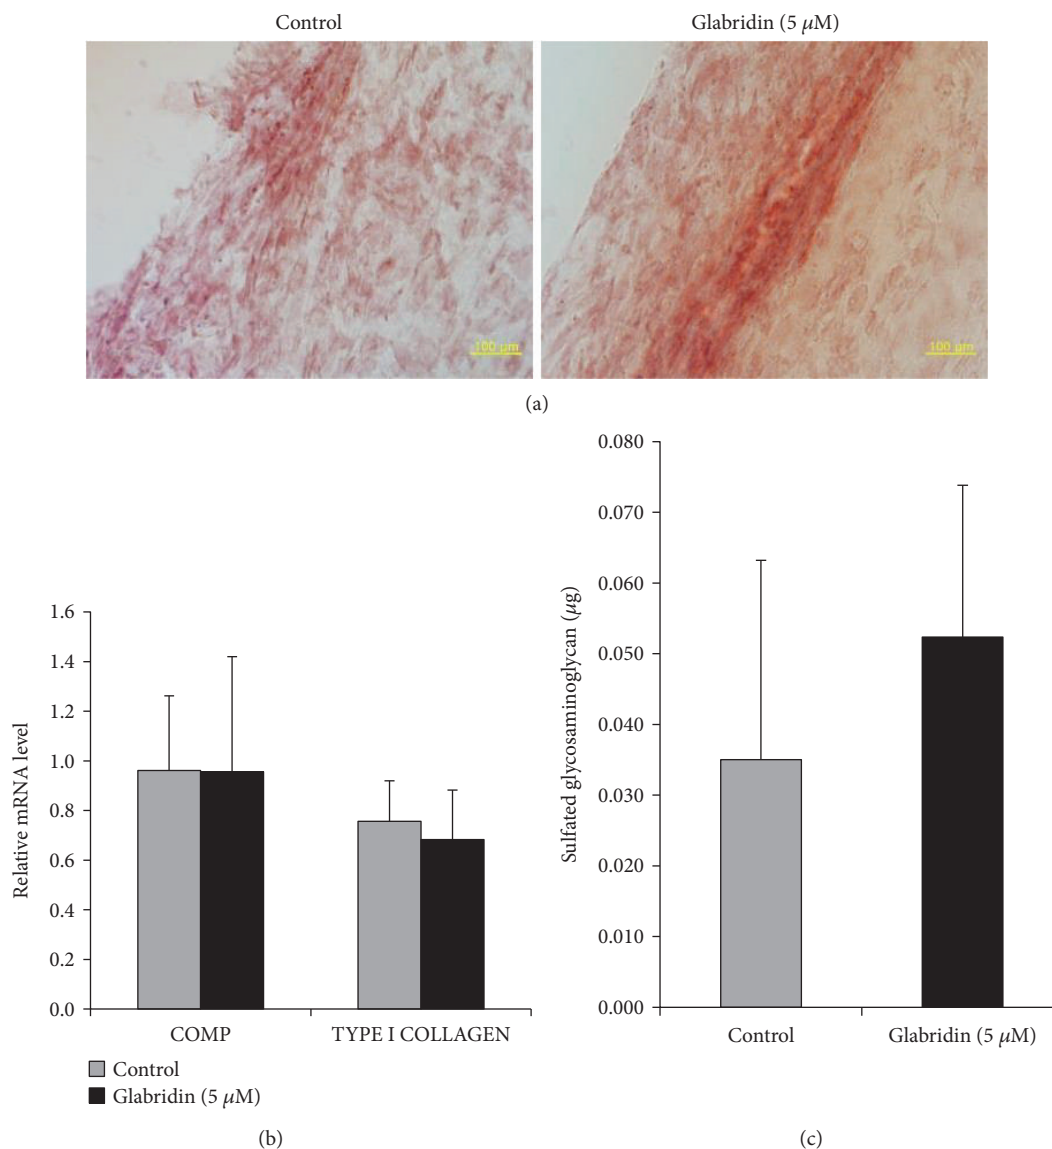 Control
Glabridin (5 μM)
100 μm
100 μm
(a)
0.080
0.070
0.060
0.050
0.040
0.030
0.020
0.010
0.000
Sulfated glycosaminoglycan (μg)
Control
Glabridin (5 μM)
1.6
1.4
1.2
1.0
0.8
0.6
0.4
0.2
0.0
Relative mRNA level
COMP
TYPE I COLLAGEN
Control
Glabridin (5 μM)
(b)
(c)